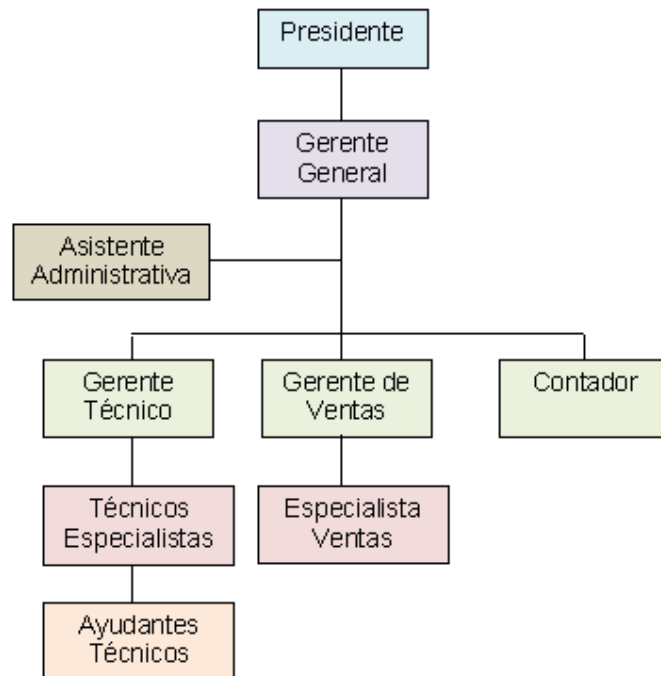 Presidente
Gerente
General
Asistente
Administrativa
Gerente
Técnico
Gerente de
Ventas
Contador
Técnicos
Especialistas
Especialista
Ventas
Ayudantes
Técnicos